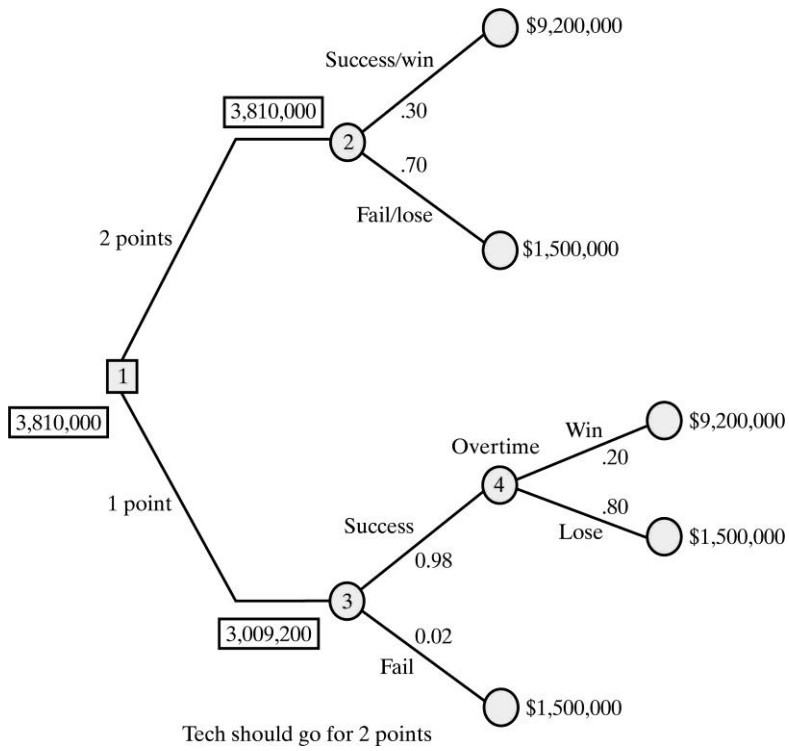 $9,200,000
Success/win
3,810,000
.30
2
.70
Fail/lose
2 points
$1,500,000
1
3,810,000
$9,200,000
Win
Overtime
.20
4
1 point
.80
Success
Lose
$1,500,000
0.98
3
3,009,200
0.02
Fail
$1,500,000
Tech should go for 2 points